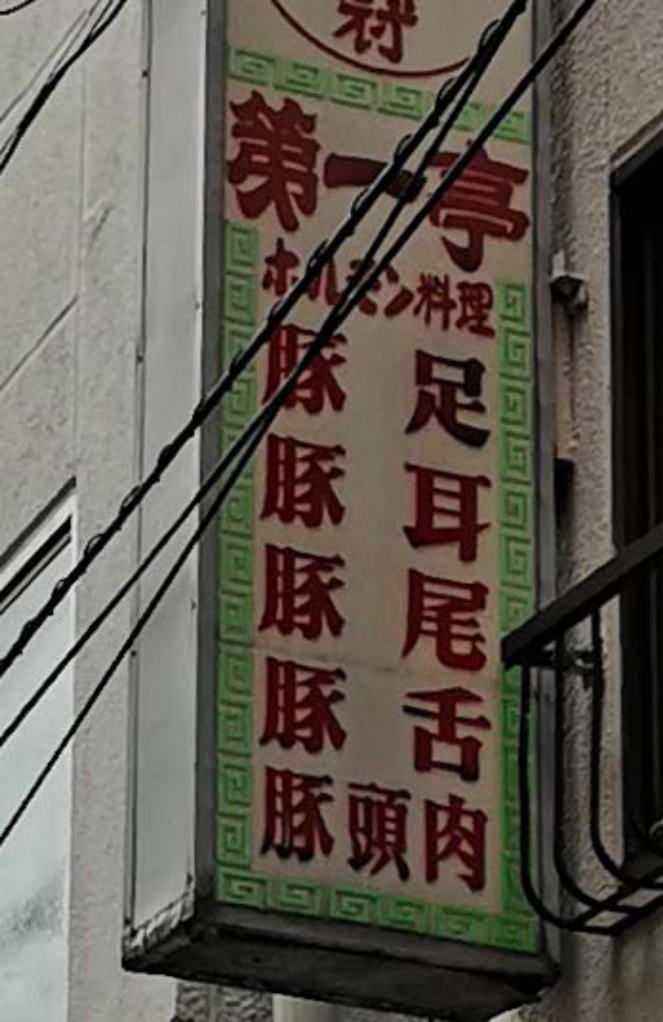 第一亭
ホルモン料理
豚足
豚耳
豚尾
豚舌
豚頭肉